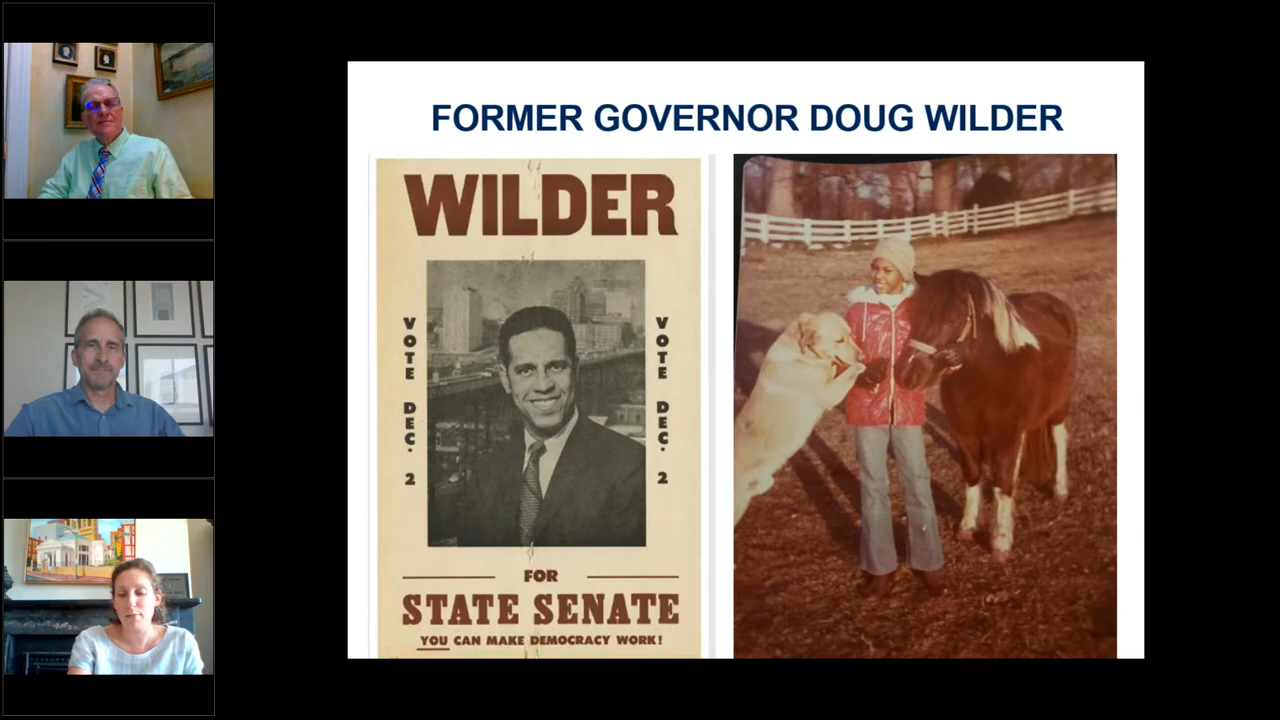 FORMER GOVERNOR DOUG WILDER
WILDER
VOTE DEC. 2
VOTE DEC. 2
FOR
STATE SENATE
YOU CAN MAKE DEMOCRACY WORK!